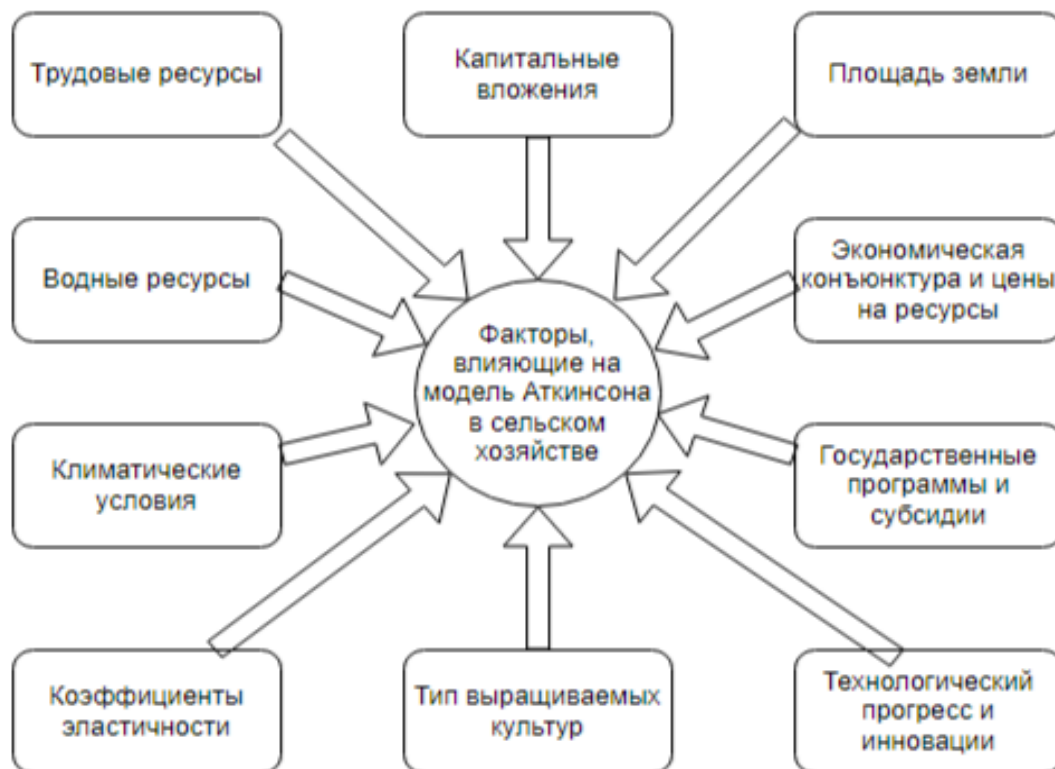 Трудовые ресурсы
Капитальные
вложения
Площадь земли
Водные ресурсы
Экономическая
конъюнктура и цены
на ресурсы
Факторы,
влияющие на
модель Аткинсона
в сельском
хозяйстве
Климатические
условия
Государственные
программы и
субсидии
Коэффициенты
эластичности
Тип выращиваемых
культур
Технологический
прогресс и
инновации